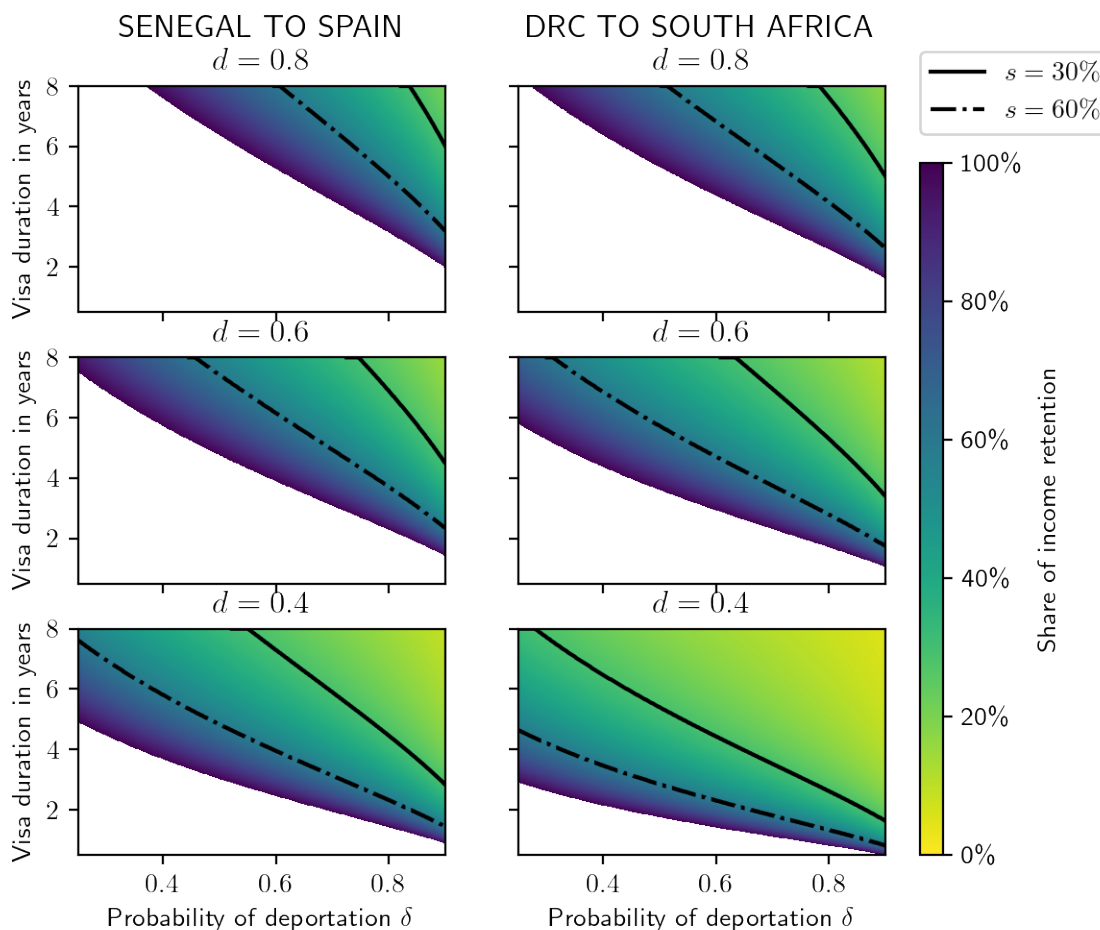 SENEGAL TO SPAIN
DRC TO SOUTH AFRICA
d = 0.8
d = 0.8
s = 30%
s = 60%
Visa duration in years
8
6
4
2
d = 0.6
d = 0.6
Visa duration in years
8
6
4
2
d = 0.4
d = 0.4
Visa duration in years
8
6
4
2
0.4
0.6
0.8
0.4
0.6
0.8
Probability of deportation δ
Probability of deportation δ
100%
80%
60%
40%
20%
0%
Share of income retention